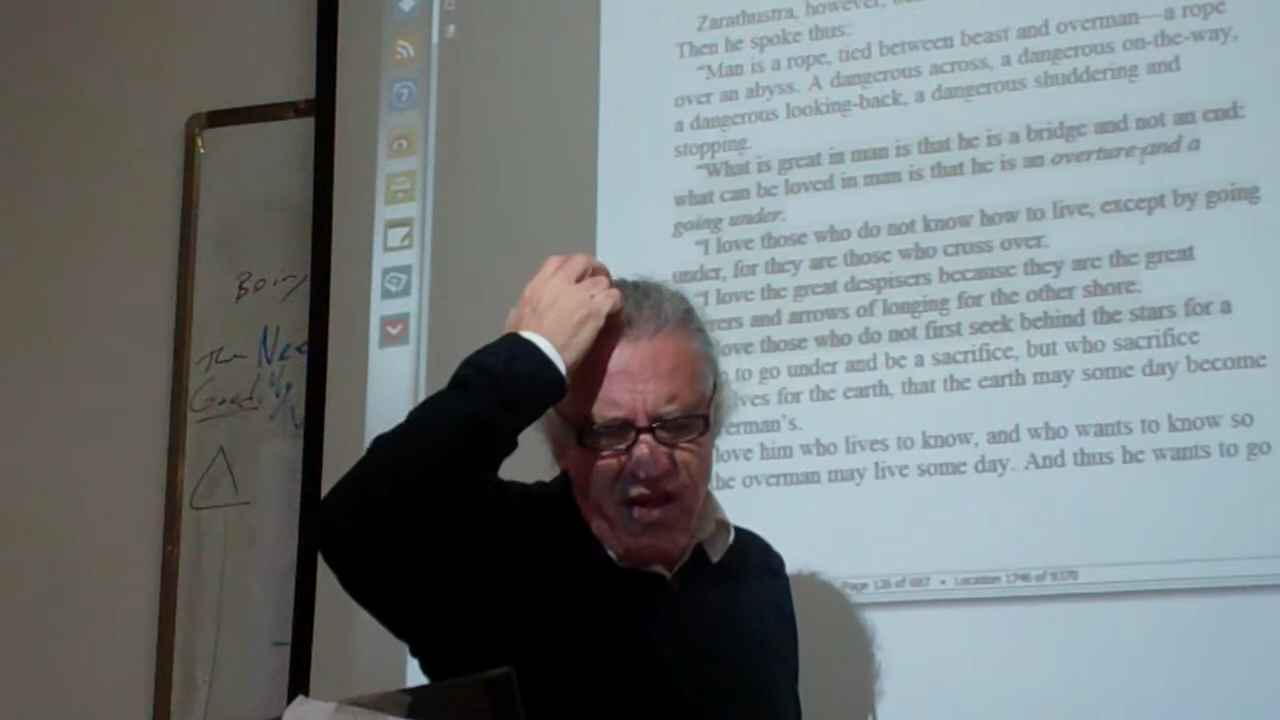 Zarathustra, however,
Then he spoke thus:
"Man is a rope, tied between beast and overman—a rope
over an abyss. A dangerous across, a dangerous on-the-way,
a dangerous looking-back, a dangerous shuddering and
stopping.
"What is great in man is that he is a bridge and not an end:
what can be loved in man is that he is an overture and a
going under.
"I love those who do not know how to live, except by going
under, for they are those who cross over.
"I love the great despisers because they are the great
ers and arrows of longing for the other shore.
ove those who do not first seek behind the stars for a
to go under and be a sacrifice, but who sacrifice
lves for the earth, that the earth may some day become
erman's.
love him who lives to know, and who wants to know so
he overman may live some day. And thus he wants to go
Page 128 of 687 • Location 1746 of 9370
Being
The Nec
Good